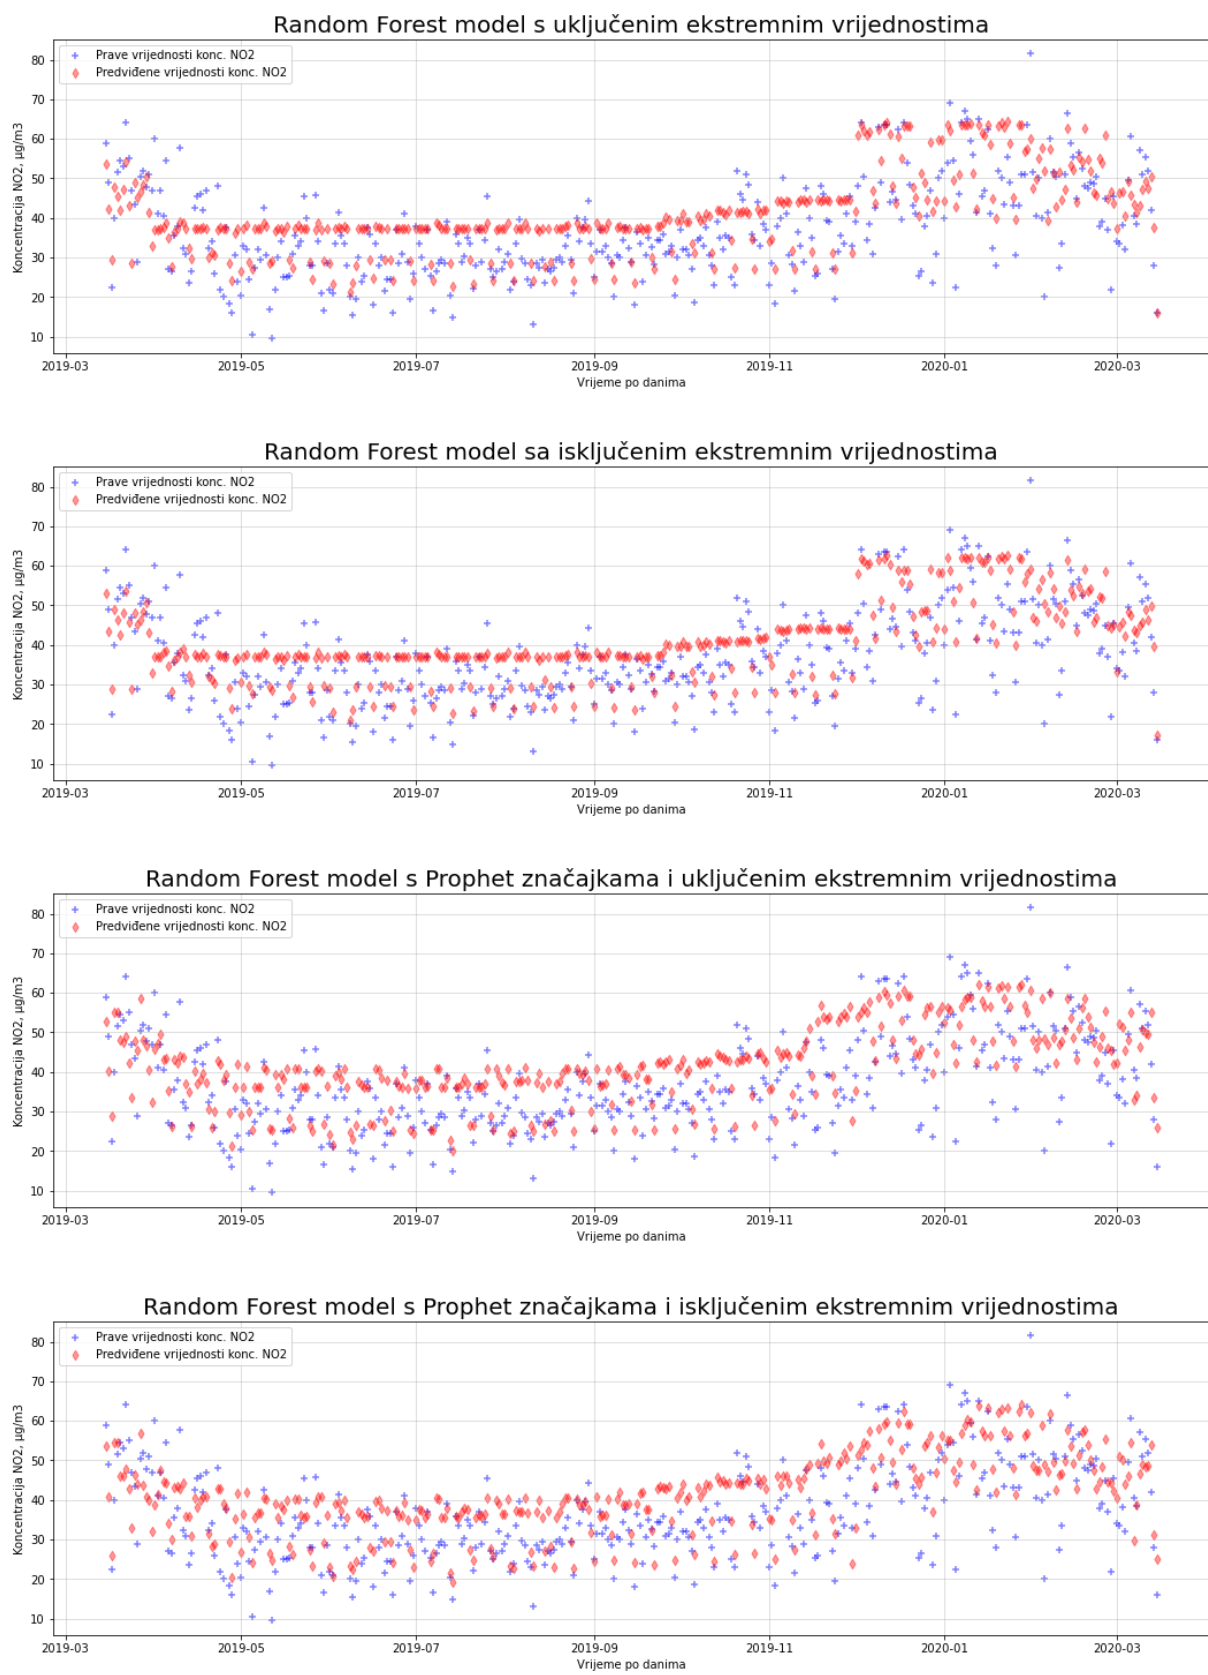 Random Forest model s uključenim ekstremnim vrijednostima
Prave vrijednosti konc. NO2
Predviđene vrijednosti konc. NO2
Koncentracija NO2, µg/m3
80
70
60
50
40
30
20
10
2019-03 2019-05 2019-07 2019-09 2019-11 2020-01 2020-03
Vrijeme po danima
Random Forest model sa isključenim ekstremnim vrijednostima
Prave vrijednosti konc. NO2
Predviđene vrijednosti konc. NO2
Koncentracija NO2, µg/m3
80
70
60
50
40
30
20
10
2019-03 2019-05 2019-07 2019-09 2019-11 2020-01 2020-03
Vrijeme po danima
Random Forest model s Prophet značajkama i uključenim ekstremnim vrijednostima
Prave vrijednosti konc. NO2
Predviđene vrijednosti konc. NO2
Koncentracija NO2, µg/m3
80
70
60
50
40
30
20
10
2019-03 2019-05 2019-07 2019-09 2019-11 2020-01 2020-03
Vrijeme po danima
Random Forest model s Prophet značajkama i isključenim ekstremnim vrijednostima
Prave vrijednosti konc. NO2
Predviđene vrijednosti konc. NO2
Koncentracija NO2, µg/m3
80
70
60
50
40
30
20
10
2019-03 2019-05 2019-07 2019-09 2019-11 2020-01 2020-03
Vrijeme po danima